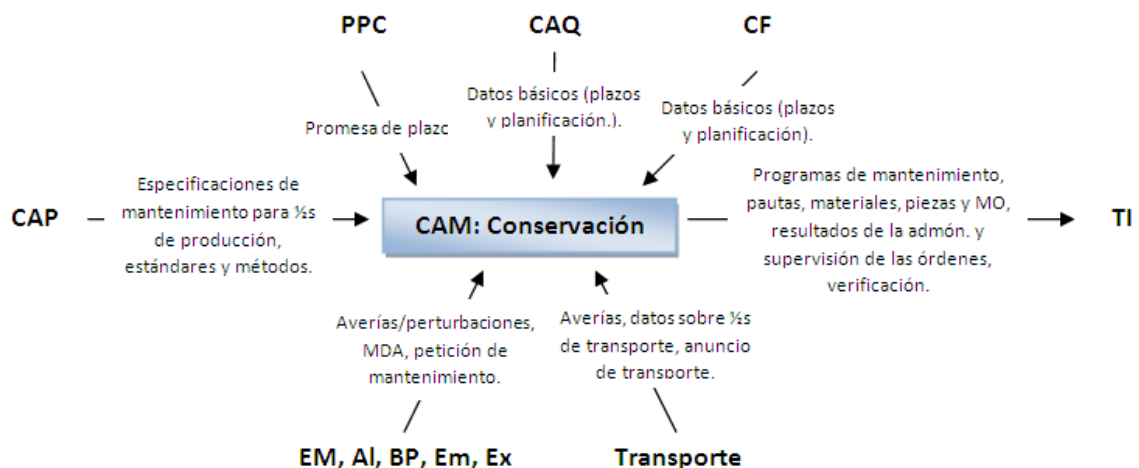 PPC
CAQ
CF
Promesa de plazc
Datos básicos (plazos
y planificación.).
Datos básicos (plazos
y planificación).
CAP
Especificaciones de
mantenimiento para ½s
de producción,
estándares y métodos.
CAM: Conservación
Programas de mantenimiento,
pautas, materiales, piezas y MO,
resultados de la admón. y
supervisión de las órdenes,
verificación.
TI
Averías/perturbaciones,
MDA, petición de
mantenimiento.
Averías, datos sobre ½s
de transporte, anuncio
de transporte.
EM, Al, BP, Em, Ex
Transporte